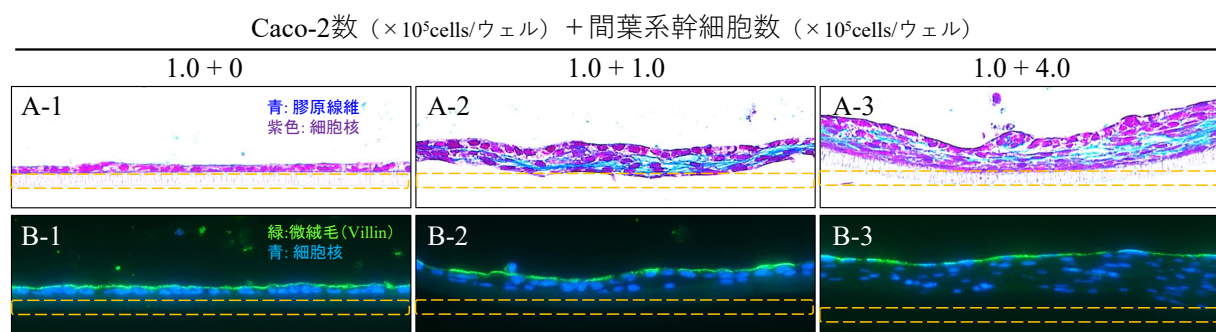 Caco-2数（×10⁵cells/ウェル）＋間葉系幹細胞数（×10⁵cells/ウェル）
1.0 + 0
1.0 + 1.0
1.0 + 4.0
A-1
青: 膠原線維
紫色: 細胞核
A-2
A-3
B-1
緑:微絨毛(Villin)
青: 細胞核
B-2
B-3